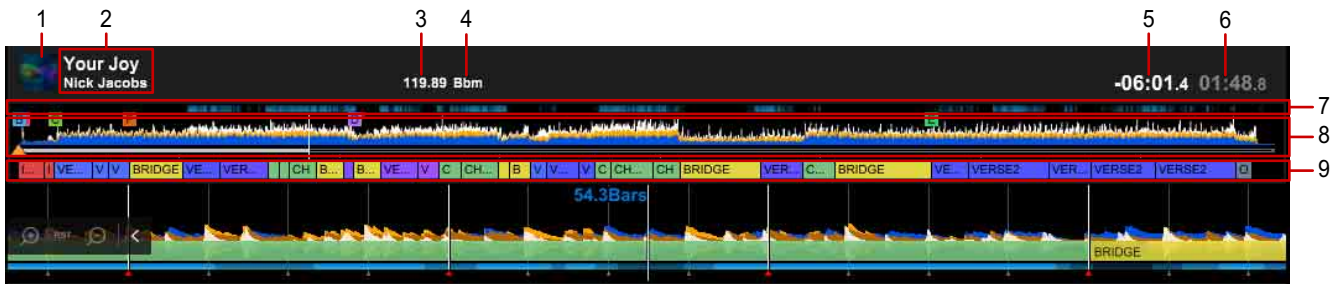 1 2 3 4 5 6
Your Joy
Nick Jacobs
119.89 Bbm -06:01.4 01:48.8
7
8
I... I VE... V V BRIDGE VE... VER... CH B... B... VE... V C CH... B V V... V C CH... CH BRIDGE VER... C... BRIDGE VE... VERSE2 VER... VERSE2 VERSE2 O
9
54.3Bars
RST
BRIDGE